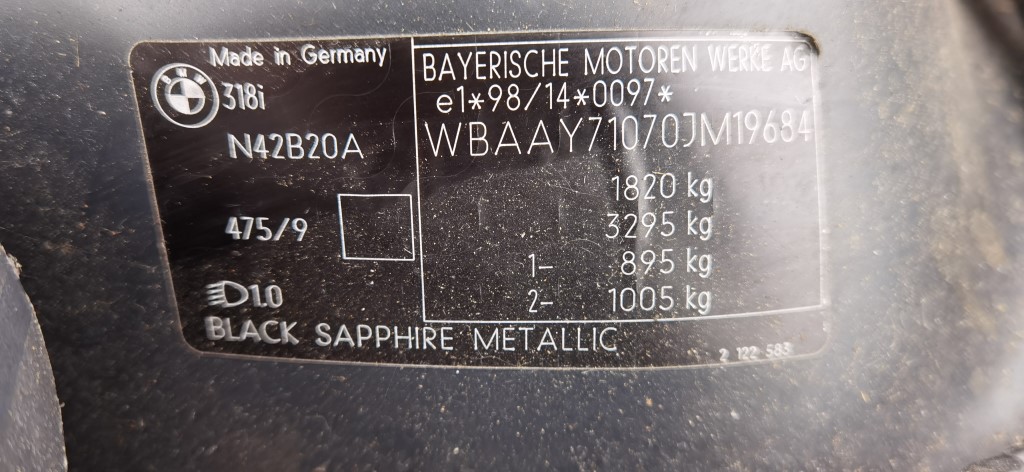 Made in Germany
BMW
318i
N42B20A
475/9
1.0
BAYERISCHE MOTOREN WERKE AG
e1*98/14*0097*
WBAAY71070JM19684
1820 kg
3295 kg
1- 895 kg
2- 1005 kg
BLACK SAPPHIRE METALLIC
2 122 583